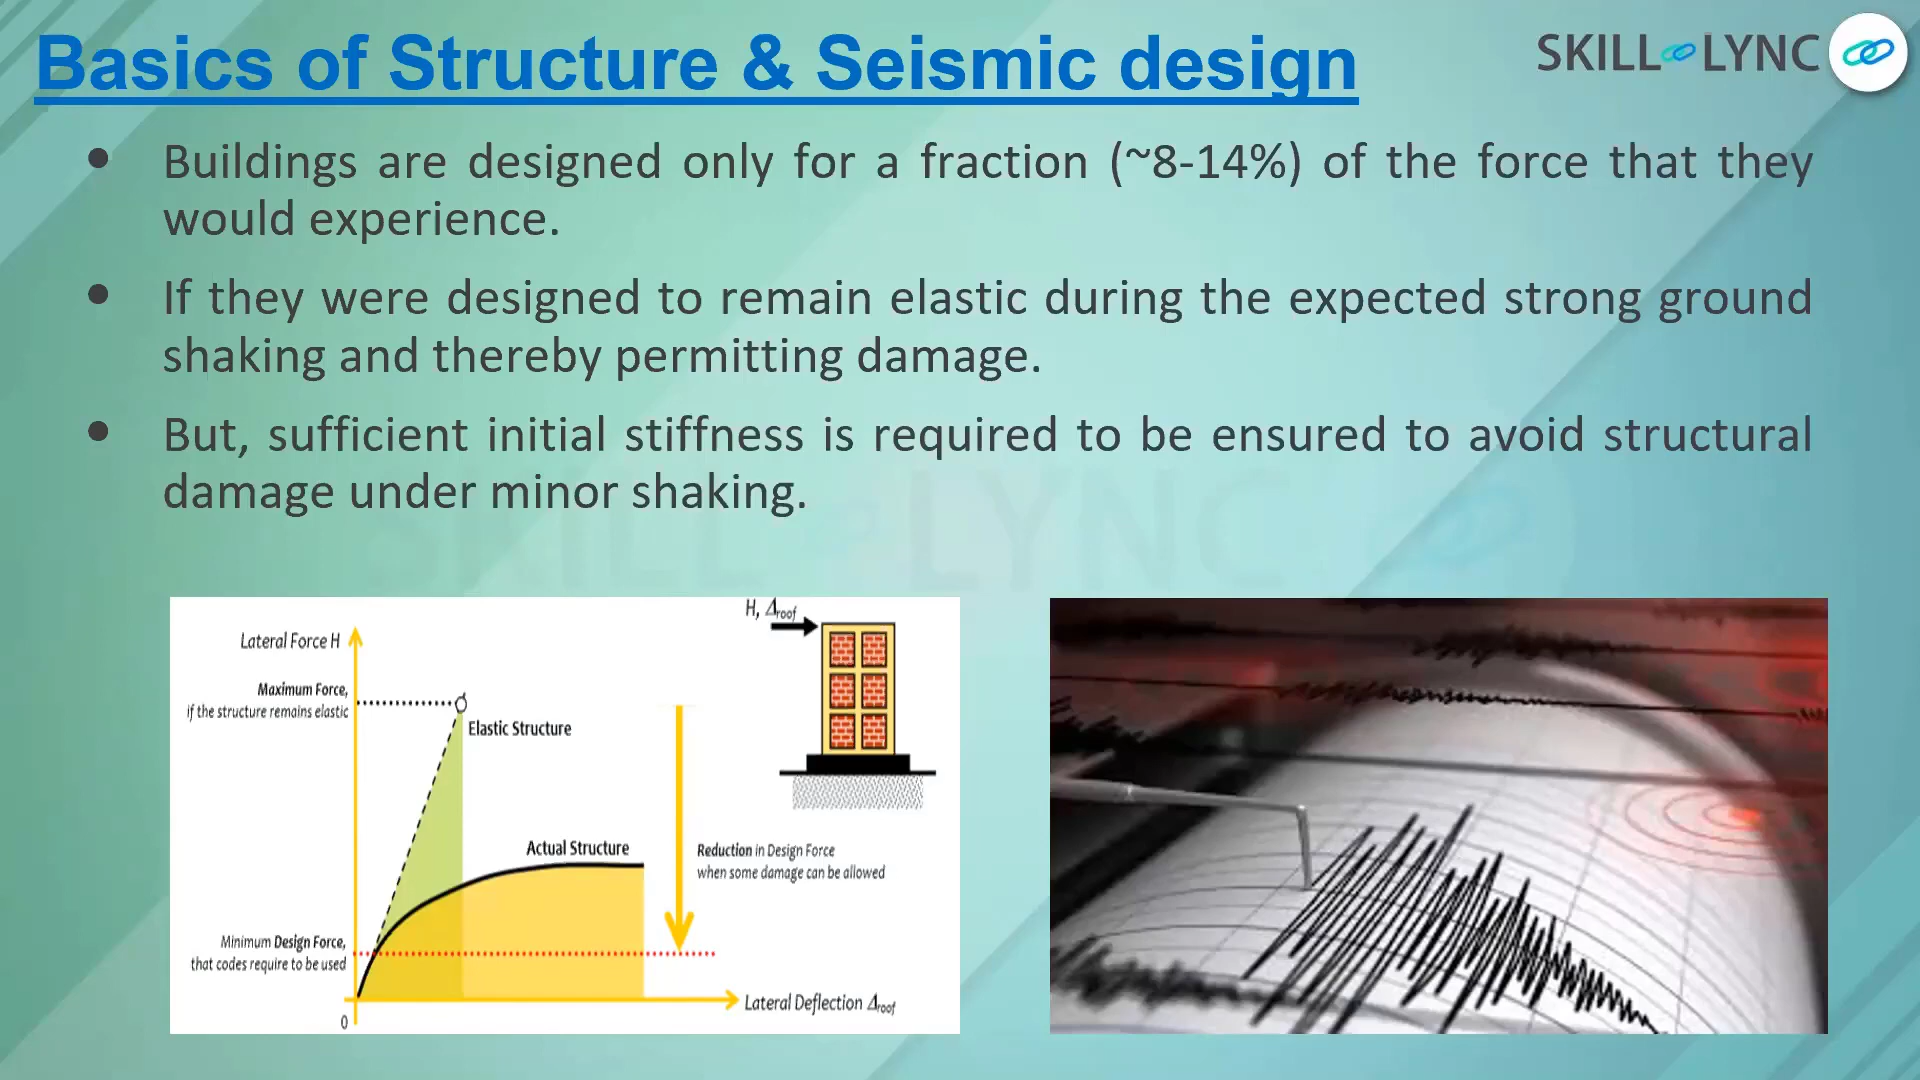 Basics of Structure & Seismic design
SKILL LYNC
• Buildings are designed only for a fraction (~8-14%) of the force that they
would experience.
• If they were designed to remain elastic during the expected strong ground
shaking and thereby permitting damage.
• But, sufficient initial stiffness is required to be ensured to avoid structural
damage under minor shaking.
SKILL LYNC
H, Δroof
Lateral Force H
Maximum Force,
if the structure remains elastic
Elastic Structure
Actual Structure
Reduction in Design Force
when some damage can be allowed
Minimum Design Force,
that codes require to be used
Lateral Deflection Δroof
0